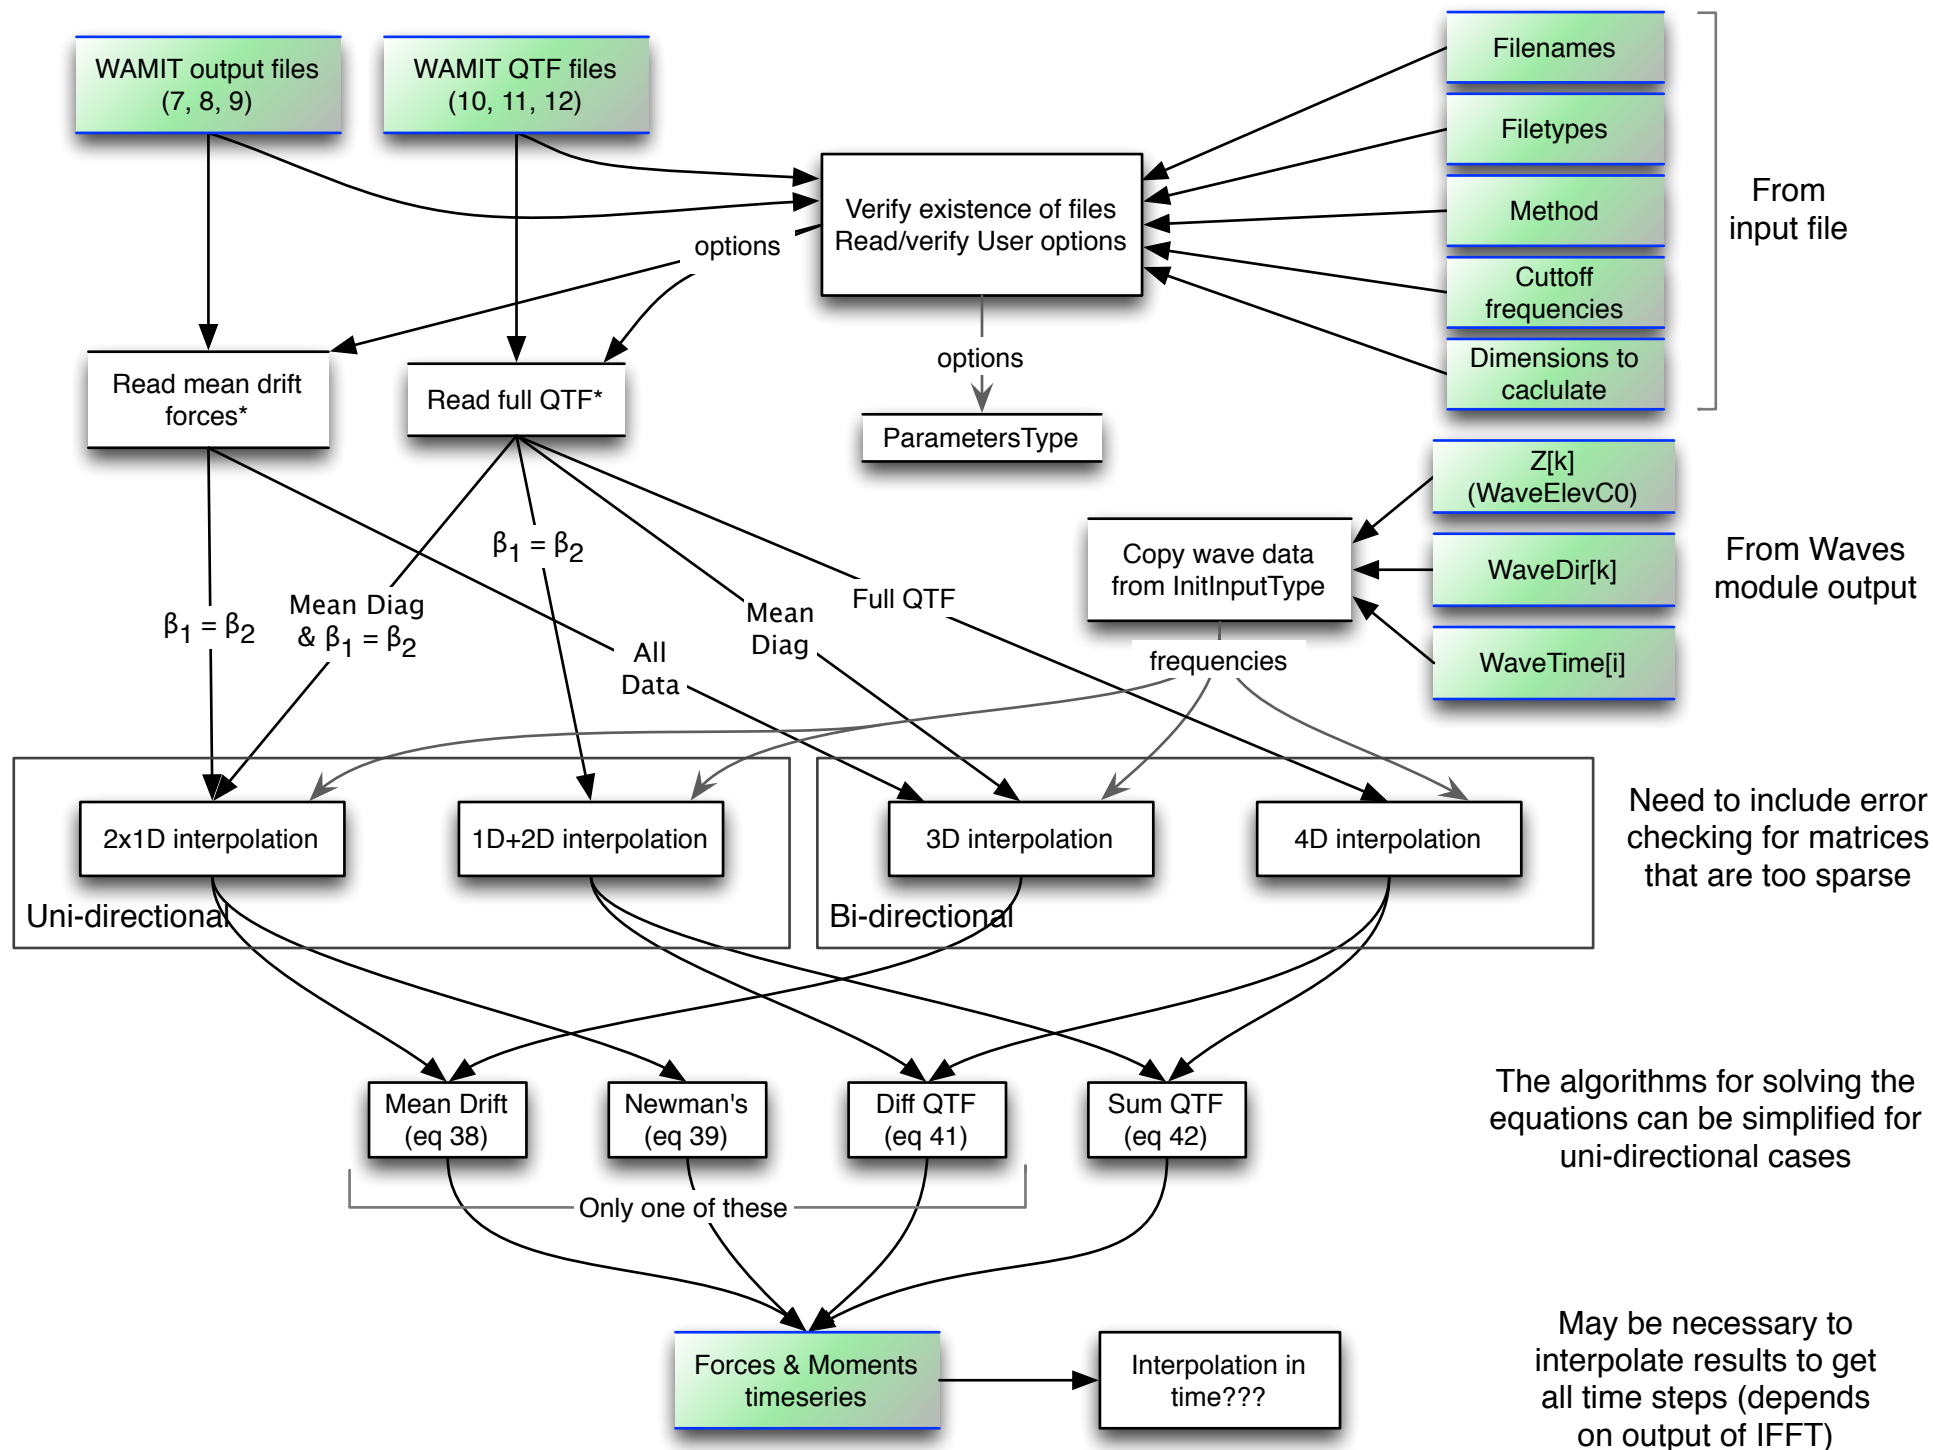 WAMIT output files
(7, 8, 9)
WAMIT QTF files
(10, 11, 12)
Filenames
Filetypes
Method
Cuttoff
frequencies
Dimensions to
caclulate
From
input file
Verify existence of files
Read/verify User options
options
options
ParametersType
Read mean drift
forces*
Read full QTF*
Z[k]
(WaveElevC0)
WaveDir[k]
WaveTime[i]
From Waves
module output
Copy wave data
from InitInputType
frequencies
β1 = β2
Mean Diag
& β1 = β2
β1 = β2
All
Data
Mean
Diag
Full QTF
2x1D interpolation
1D+2D interpolation
3D interpolation
4D interpolation
Uni-directional
Bi-directional
Need to include error
checking for matrices
that are too sparse
Mean Drift
(eq 38)
Newman's
(eq 39)
Diff QTF
(eq 41)
Sum QTF
(eq 42)
The algorithms for solving the
equations can be simplified for
uni-directional cases
Only one of these
Forces & Moments
timeseries
Interpolation in
time???
May be necessary to
interpolate results to get
all time steps (depends
on output of IFFT)